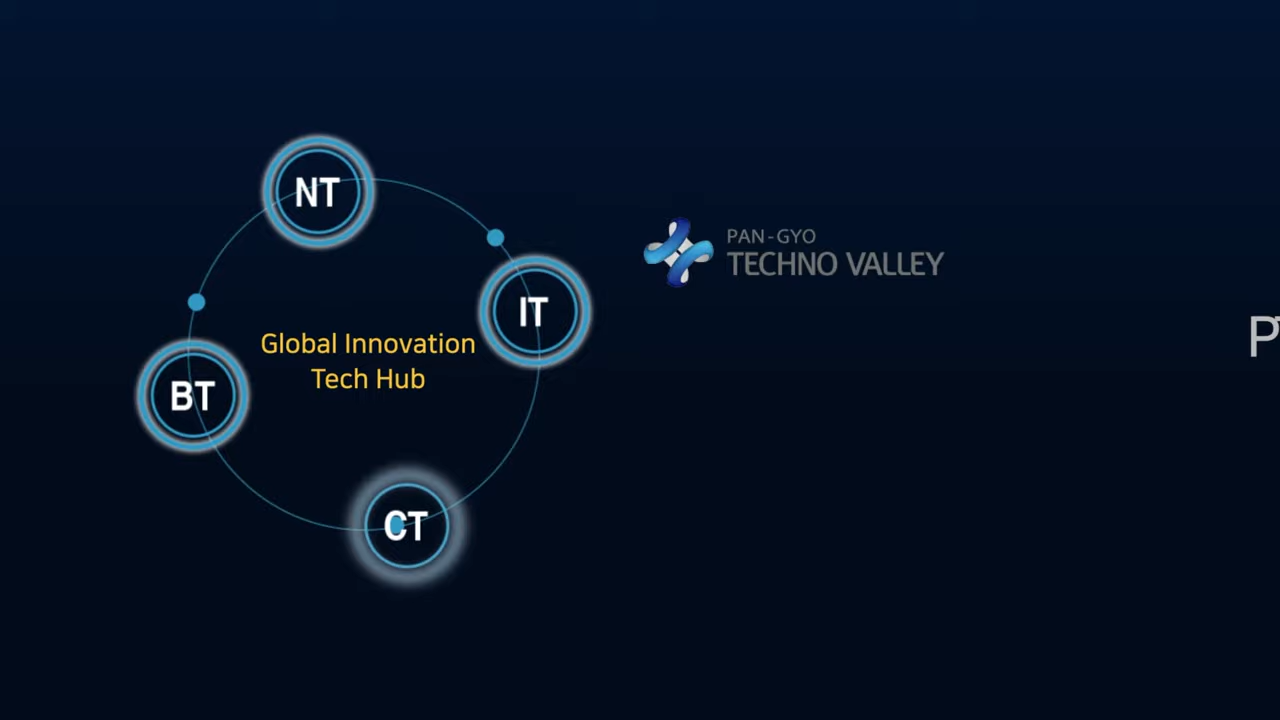 NT
IT
Global Innovation
Tech Hub
BT
CT
PAN-GYO
TECHNO VALLEY